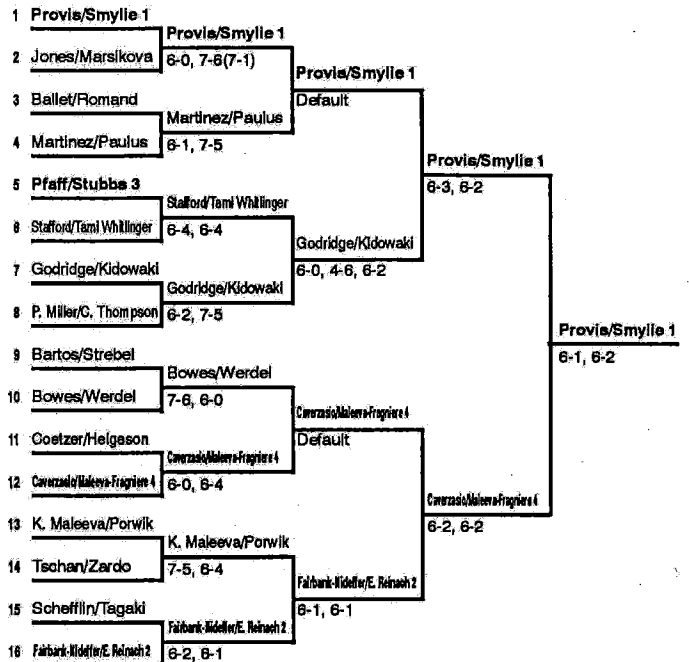 1 Provis/Smylie 1
2 Jones/Marsikova
3 Ballet/Romand
4 Martinez/Paulus
5 Pfaff/Stubbs 3
6 Stafford/Tami Whitlinger
7 Godridge/Kidowaki
8 P. Miller/C. Thompson
9 Bartos/Strebel
10 Bowes/Werdel
11 Coetzer/Helgeson
12 Caverzasio/Maleeva-Fragniere 4
13 K. Maleeva/Porwik
14 Tschan/Zardo
15 Schefflin/Tagaki
16 Fairbank-Nideffer/E. Reinach 2
Provis/Smylie 1
6-0, 7-6(7-1)
Martinez/Paulus
6-1, 7-5
Stafford/Tami Whitlinger
6-4, 6-4
Godridge/Kidowaki
6-2, 7-5
Bowes/Werdel
7-6, 6-0
Caverzasio/Maleeva-Fragniere 4
6-0, 6-4
K. Maleeva/Porwik
7-5, 6-4
Fairbank-Nideffer/E. Reinach 2
6-2, 6-1
Provis/Smylie 1
Default
Godridge/Kidowaki
6-0, 4-6, 6-2
Caverzasio/Maleeva-Fragniere 4
Default
Fairbank-Nideffer/E. Reinach 2
6-1, 6-1
Provis/Smylie 1
6-3, 6-2
Caverzasio/Maleeva-Fragniere 4
6-2, 6-2
Provis/Smylie 1
6-1, 6-2